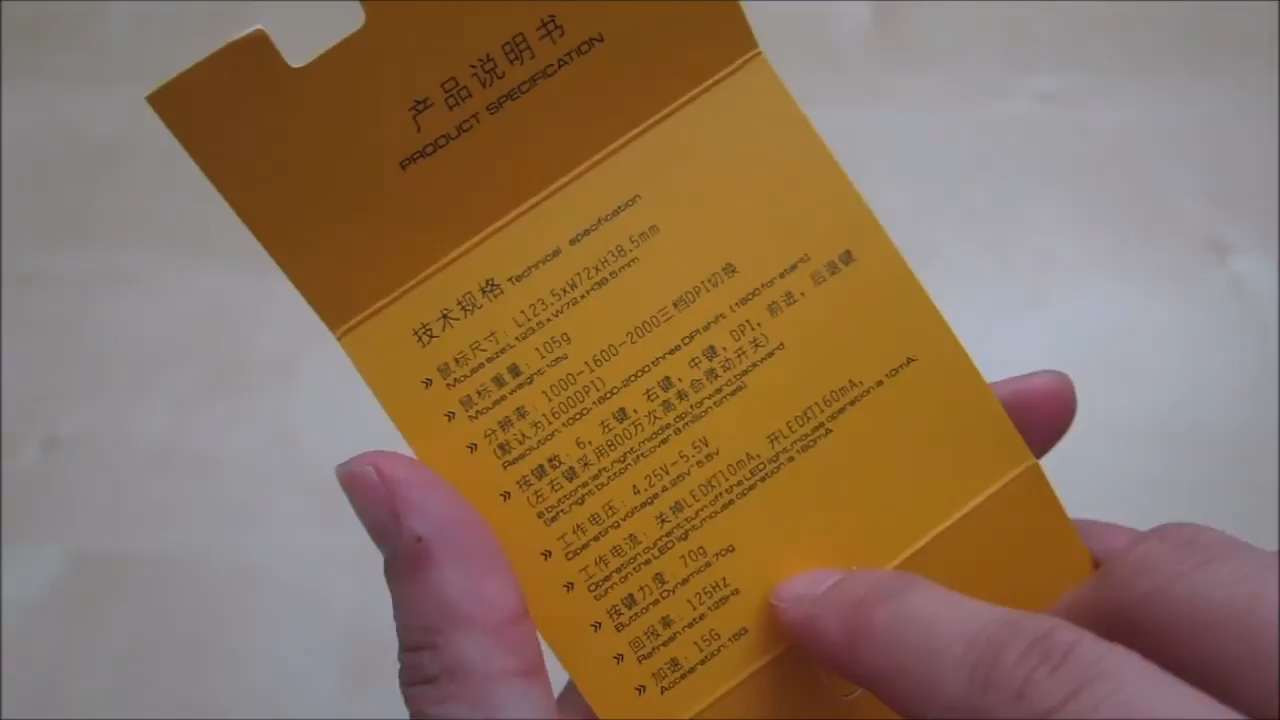 产品说明书
PRODUCT SPECIFICATION
技术规格 Technical specification
» 鼠标尺寸: L123.5xW72xH38.5mm
Mouse size:L 123.5xW72xH38.5mm
» 鼠标重量: 105g
Mouse weight:105g
» 分辨率: 1000-1600-2000三档DPI切换
(默认为1600DPI)
Resolution: 1000-1600-2000 three DPI shift (1600 for start)
» 按键数: 6, 左键, 右键, 中键, DPI, 前进, 后退键
(左右键采用800万次高寿命微动开关)
6 buttons:left,right,middle,dpi,forward,backward
(left,right button lift:over 8 million times)
» 工作电压: 4.25V-5.5V
Operating voltage:4.25V-5.5V
» 工作电流: 关掉LED灯10mA, 开LED灯160mA,
Operation current:turn off the LED light,mouse operation is 10mA;
turn on the LED light,mouse operation is 160mA
» 按键力度: 70g
Buttons Dynamics:70g
» 回报率: 125Hz
Refresh rate:125Hz
» 加速: 15G
Acceleration:15G